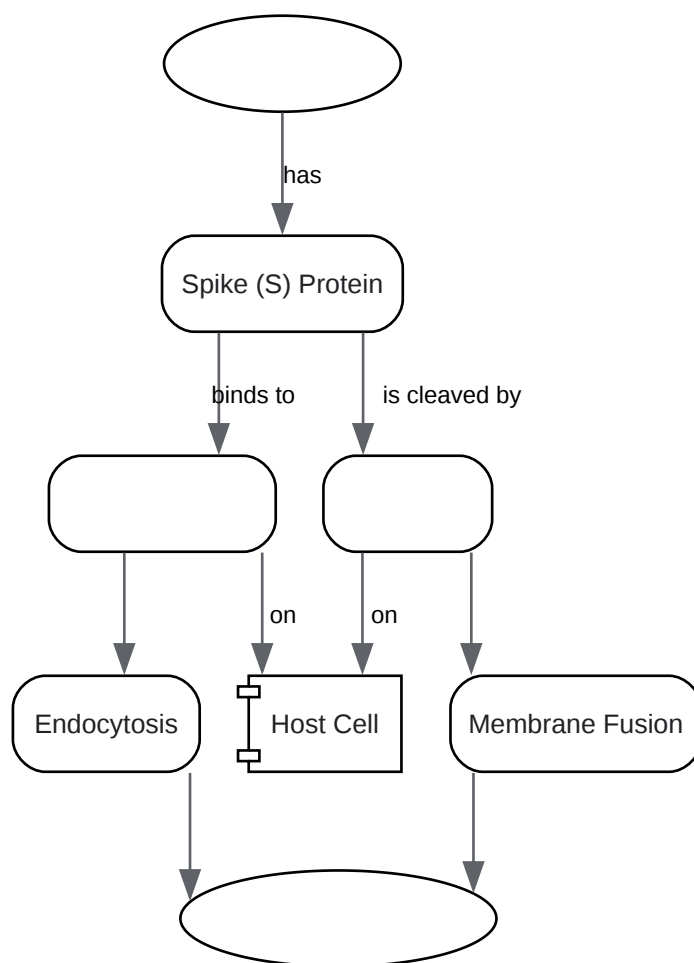 has
Spike (S) Protein
binds to
is cleaved by
on
on
Endocytosis
Host Cell
Membrane Fusion